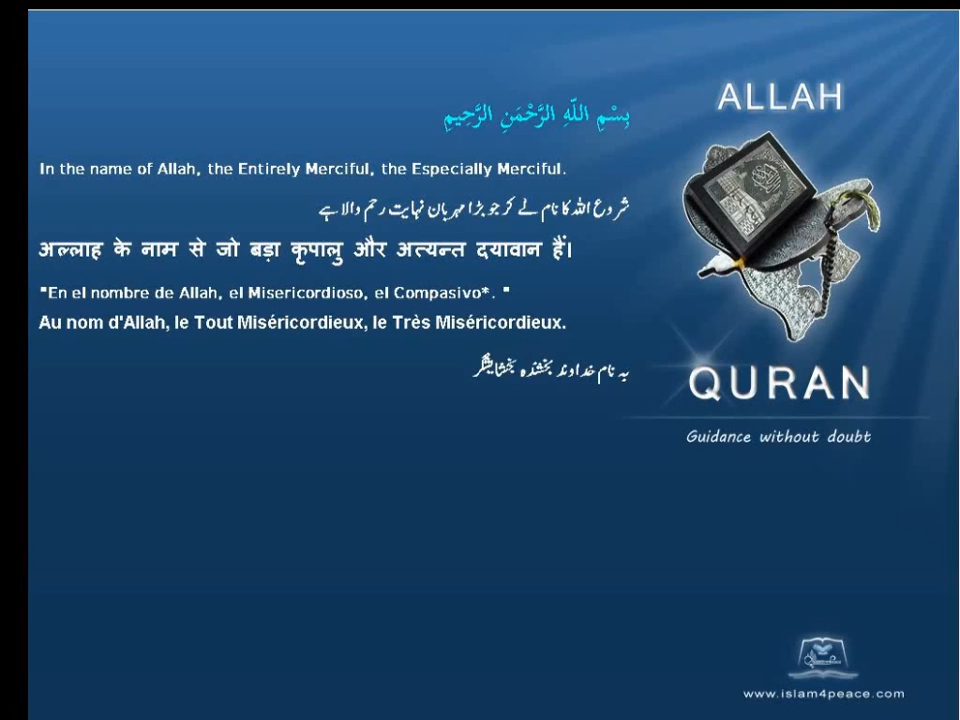 بِسْمِ اللَّهِ الرَّحْمَنِ الرَّحِيمِ
In the name of Allah, the Entirely Merciful, the Especially Merciful.
شروع الله کا نام لے کر جو بڑا مہربان نہایت رحم والا ہے
अल्लाह के नाम से जो बड़ा कृपालु और अत्यन्त दयावान हैं।
"En el nombre de Allah, el Misericordioso, el Compasivo*. "
Au nom d'Allah, le Tout Miséricordieux, le Très Miséricordieux.
به نام خداوند بخشنده بخشایشگر
ALLAH
QURAN
Guidance without doubt
www.islam4peace.com